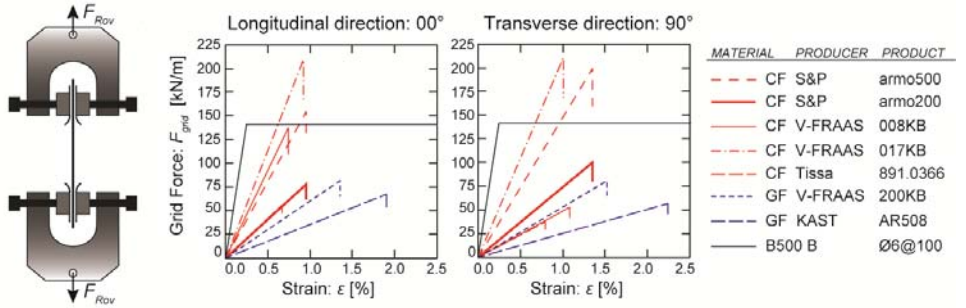 F_Rov
F_Rov
Longitudinal direction: 00°
Grid Force: F_grid [kN/m]
225
200
175
150
125
100
75
50
25
0
0.0 0.5 1.0 1.5 2.0 2.5
Strain: ε [%]
Transverse direction: 90°
225
200
175
150
125
100
75
50
25
0
0.0 0.5 1.0 1.5 2.0 2.5
Strain: ε [%]
MATERIAL PRODUCER PRODUCT
CF S&P armo500
CF S&P armo200
CF V-FRAAS 008KB
CF V-FRAAS 017KB
CF Tissa 891.0366
GF V-FRAAS 200KB
GF KAST AR508
B500 B Ø6@100